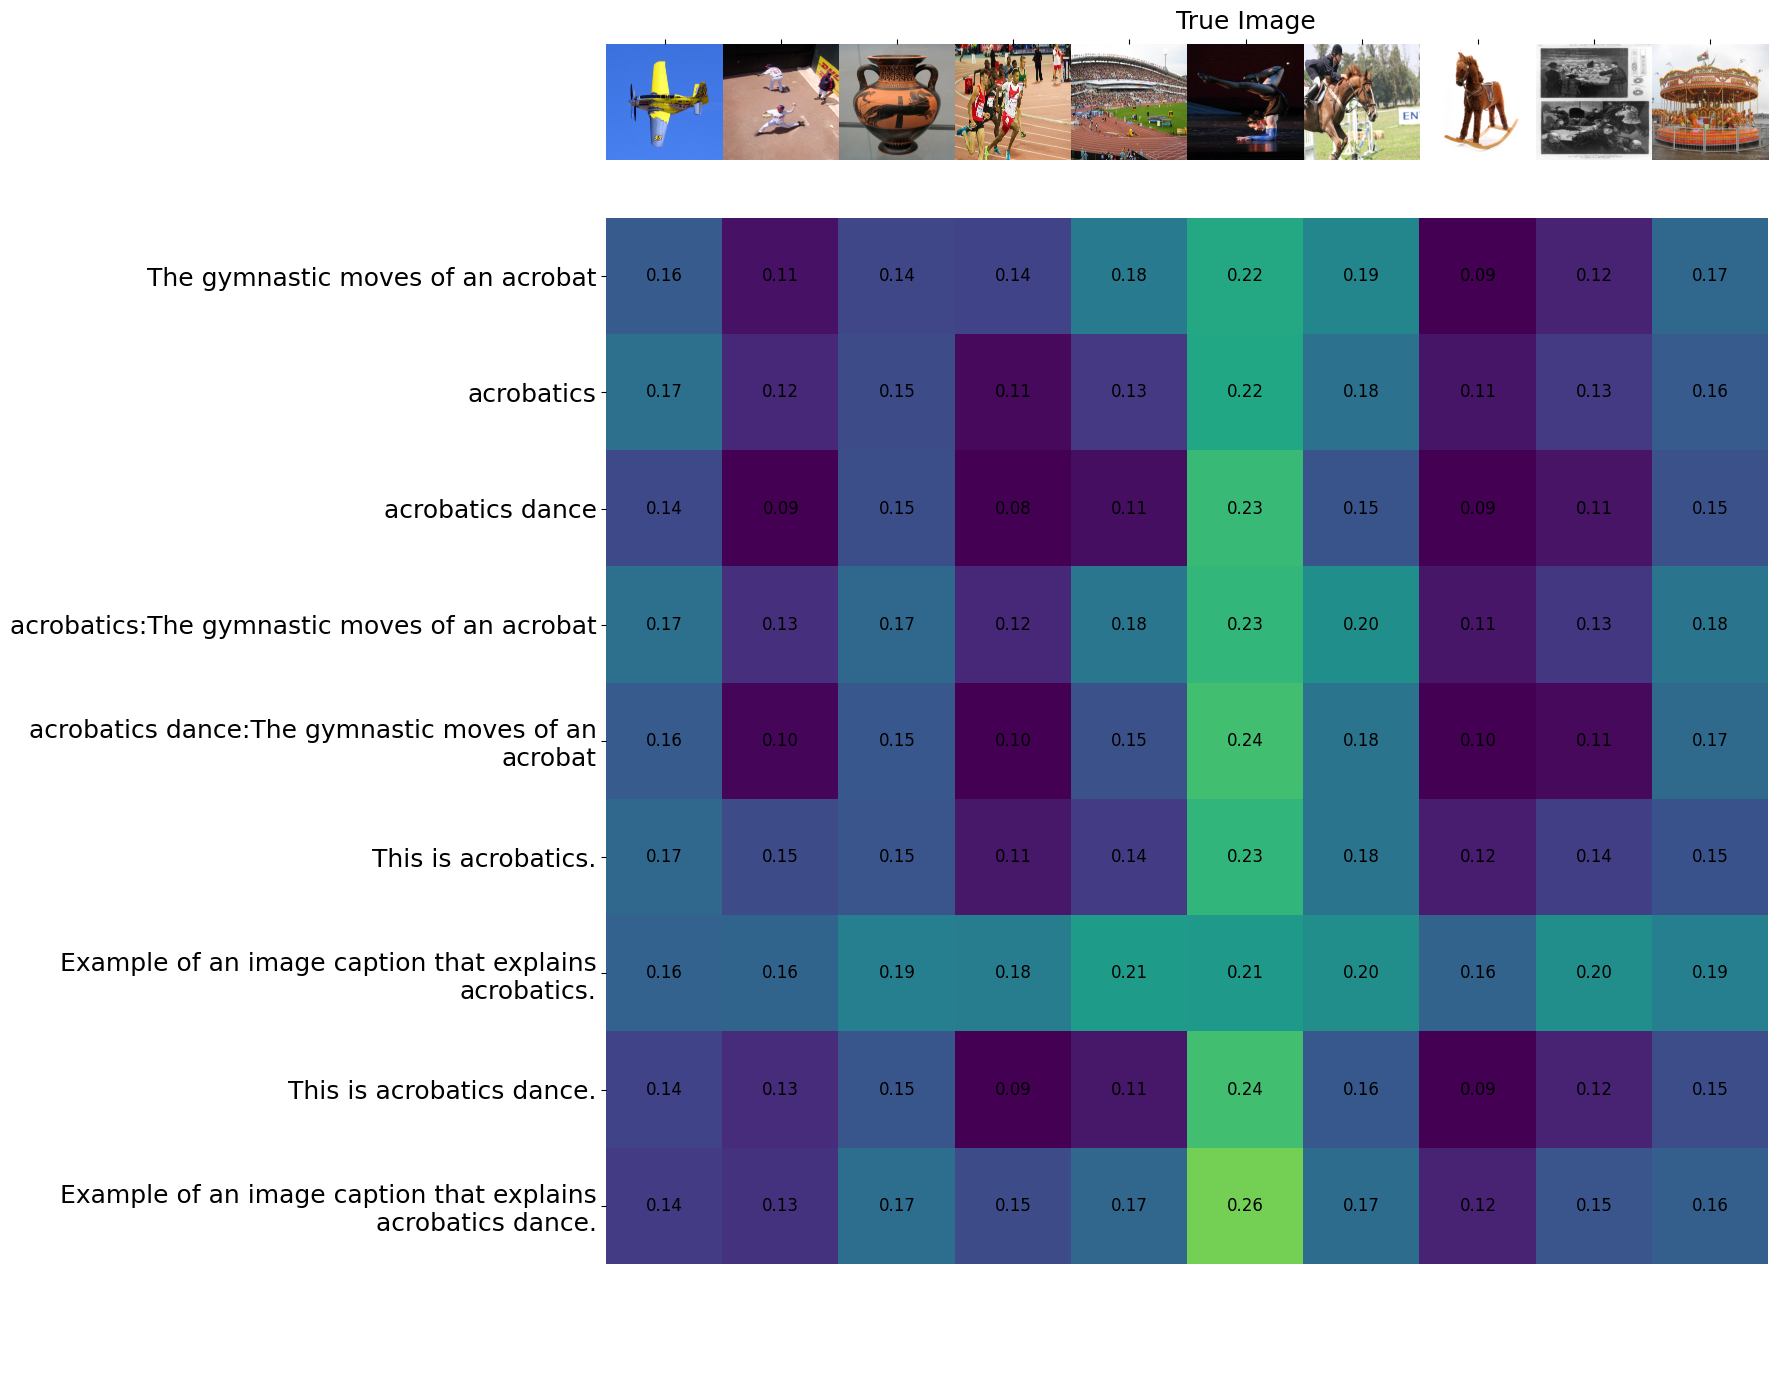 True Image
EN
The gymnastic moves of an acrobat
0.16 0.11 0.14 0.14 0.18 0.22 0.19 0.09 0.12 0.17
acrobatics
0.17 0.12 0.15 0.11 0.13 0.22 0.18 0.11 0.13 0.16
acrobatics dance
0.14 0.09 0.15 0.08 0.11 0.23 0.15 0.09 0.11 0.15
acrobatics:The gymnastic moves of an acrobat
0.17 0.13 0.17 0.12 0.18 0.23 0.20 0.11 0.13 0.18
acrobatics dance:The gymnastic moves of an
acrobat
0.16 0.10 0.15 0.10 0.15 0.24 0.18 0.10 0.11 0.17
This is acrobatics.
0.17 0.15 0.15 0.11 0.14 0.23 0.18 0.12 0.14 0.15
Example of an image caption that explains
acrobatics.
0.16 0.16 0.19 0.18 0.21 0.21 0.20 0.16 0.20 0.19
This is acrobatics dance.
0.14 0.13 0.15 0.09 0.11 0.24 0.16 0.09 0.12 0.15
Example of an image caption that explains
acrobatics dance.
0.14 0.13 0.17 0.15 0.17 0.26 0.17 0.12 0.15 0.16